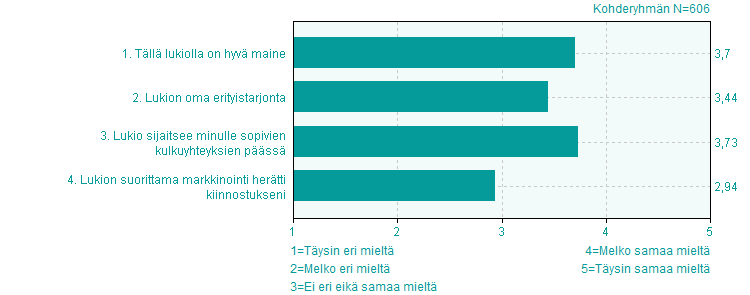 Kohderyhmän N=606
1. Tällä lukiolla on hyvä maine
3,7
2. Lukion oma erityistarjonta
3,44
3. Lukio sijaitsee minulle sopivien
kulkuyhteyksien päässä
3,73
4. Lukion suorittama markkinointi herätti
kiinnostukseni
2,94
1 2 3 4 5
1=Täysin eri mieltä
2=Melko eri mieltä
3=Ei eri eikä samaa mieltä
4=Melko samaa mieltä
5=Täysin samaa mieltä